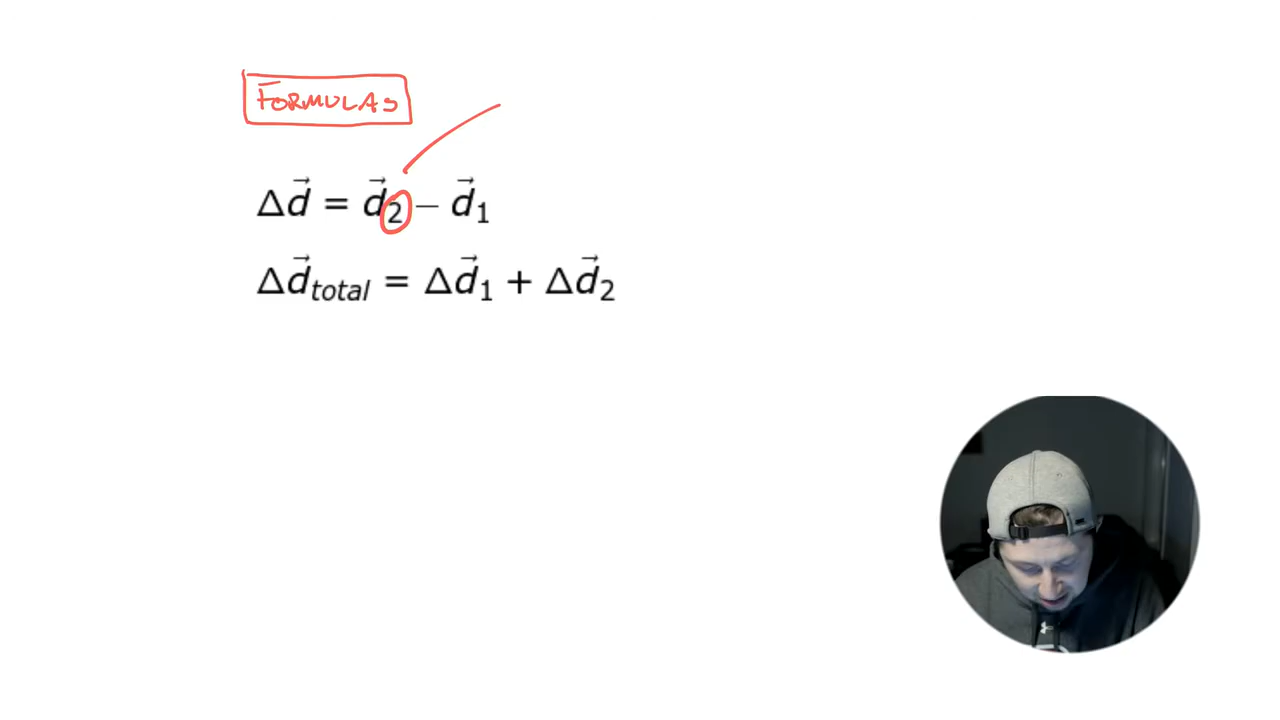 FORMULAS
Δd⃗ = d⃗₂ − d⃗₁
Δd⃗total = Δd⃗₁ + Δd⃗₂